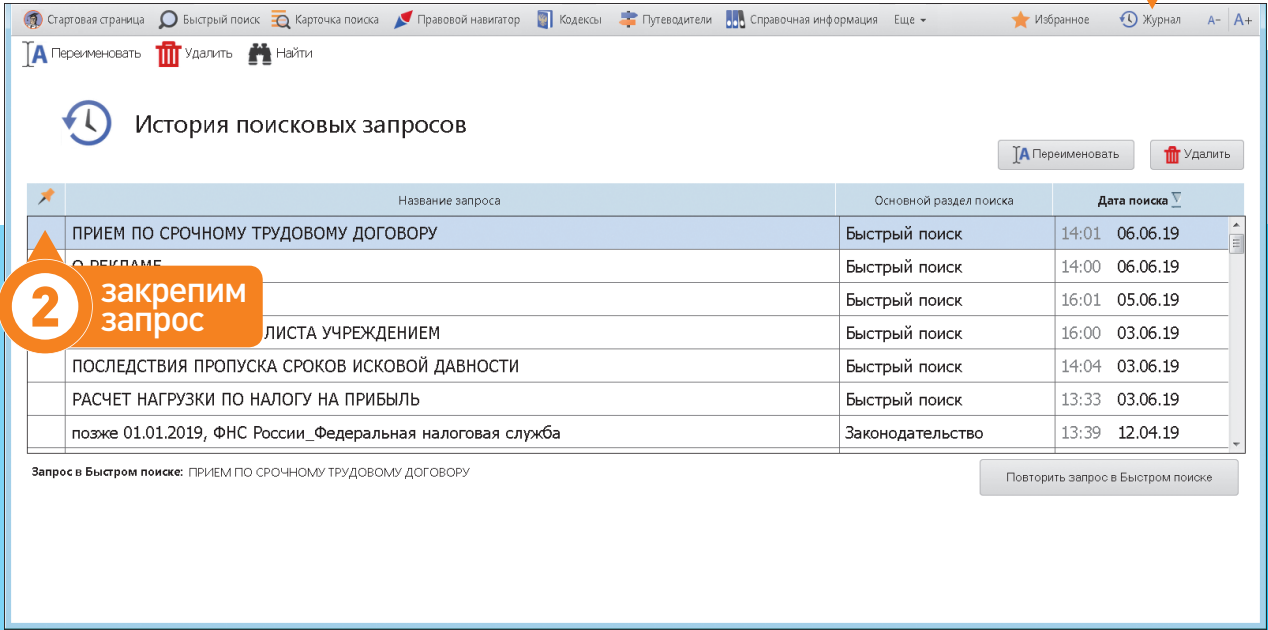 Стартовая страница Быстрый поиск Карточка поиска Правовой навигатор Кодексы Путеводители Справочная информация Еще Избранное Журнал А- А+
Переименовать Удалить Найти
История поисковых запросов
Переименовать Удалить
Название запроса Основной раздел поиска Дата поиска
ПРИЕМ ПО СРОЧНОМУ ТРУДОВОМУ ДОГОВОРУ Быстрый поиск 14:01 06.06.19
О РЕКЛАМЕ Быстрый поиск 14:00 06.06.19
2 закрепим
запрос
Быстрый поиск 16:01 05.06.19
ЛИСТА УЧРЕЖДЕНИЕМ Быстрый поиск 16:00 03.06.19
ПОСЛЕДСТВИЯ ПРОПУСКА СРОКОВ ИСКОВОЙ ДАВНОСТИ Быстрый поиск 14:04 03.06.19
РАСЧЕТ НАГРУЗКИ ПО НАЛОГУ НА ПРИБЫЛЬ Быстрый поиск 13:33 03.06.19
позже 01.01.2019, ФНС России_Федеральная налоговая служба Законодательство 13:39 12.04.19
Запрос в Быстром поиске: ПРИЕМ ПО СРОЧНОМУ ТРУДОВОМУ ДОГОВОРУ
Повторить запрос в Быстром поиске